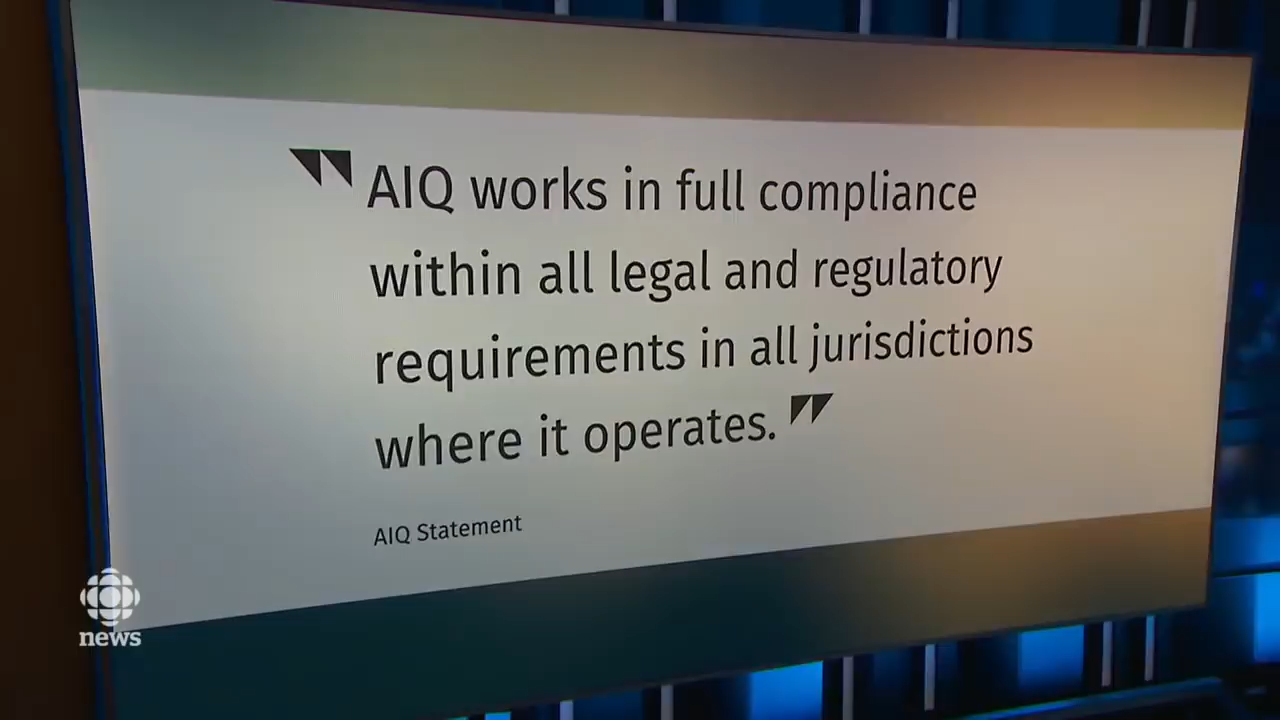 "AIQ works in full compliance
within all legal and regulatory
requirements in all jurisdictions
where it operates."
AIQ Statement
news